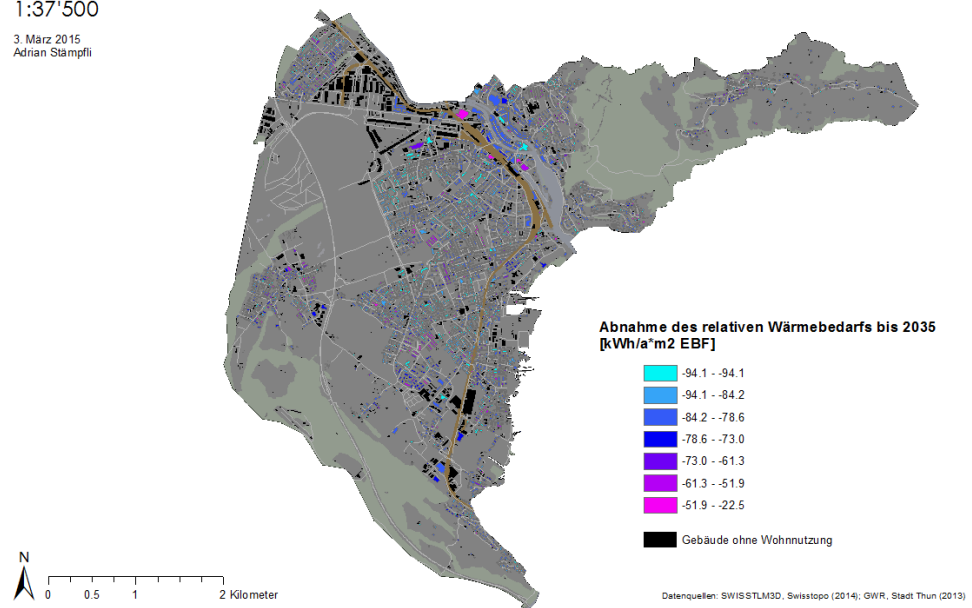 1:37'500
3. März 2015
Adrian Stämpfli
Abnahme des relativen Wärmebedarfs bis 2035
[kWh/a*m2 EBF]
-94.1 - -94.1
-94.1 - -84.2
-84.2 - -78.6
-78.6 - -73.0
-73.0 - -61.3
-61.3 - -51.9
-51.9 - -22.5
Gebäude ohne Wohnnutzung
N
0 0.5 1 2 Kilometer
Datenquellen: SWISSTLM3D, Swisstopo (2014); GWR, Stadt Thun (2013)